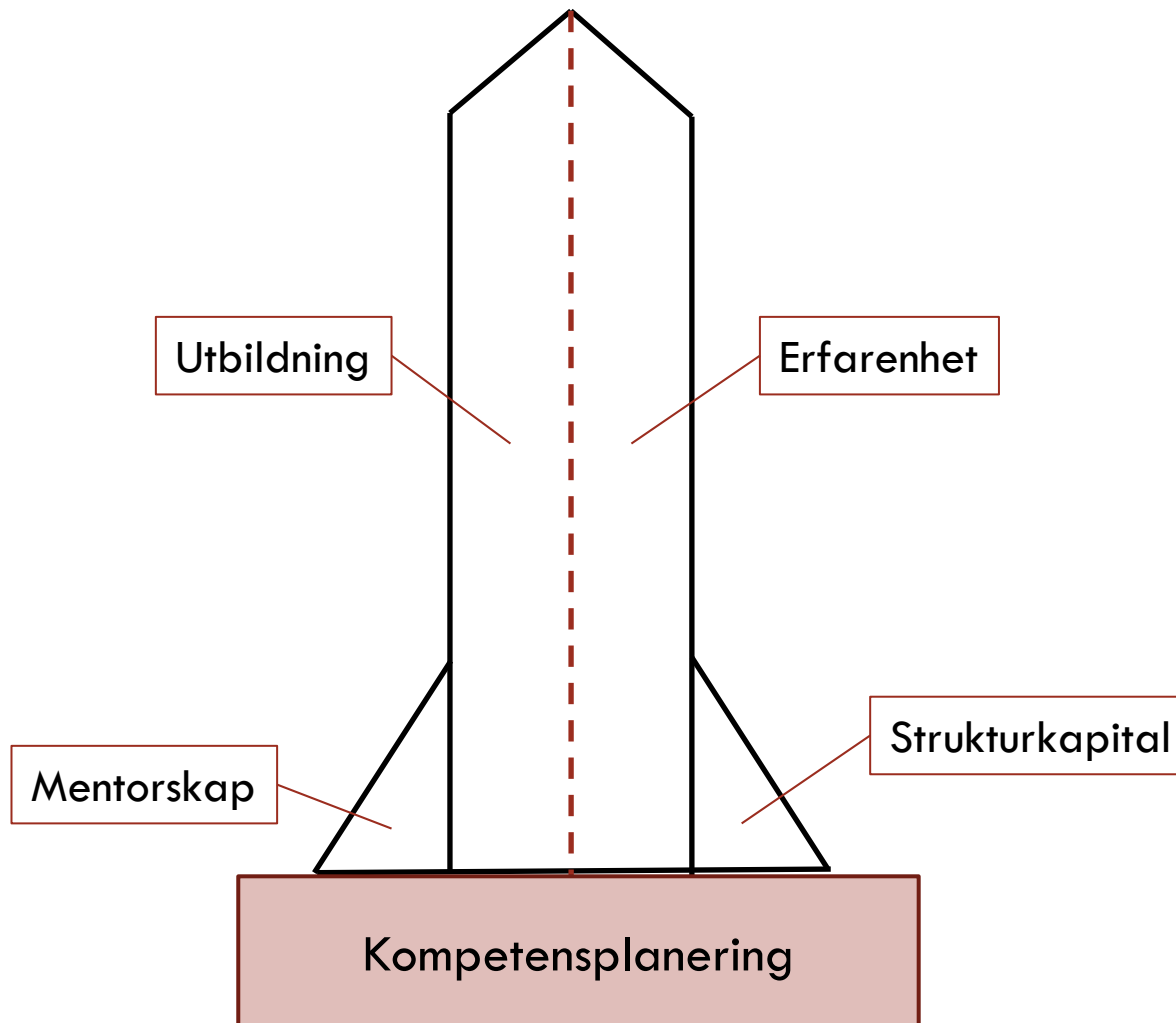 Utbildning
Erfarenhet
Mentorskap
Strukturkapital
Kompetensplanering